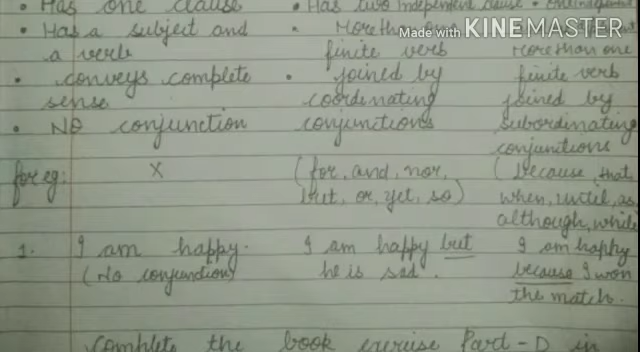 • Has one clause • Has two independent clause •
• Has a subject and • More than one
a verb finite verb More than one
• conveys complete • joined by finite verb
sense coordinating joined by
• No conjunction conjunctions subordinating
conjunctions
for eg: X (for, and, nor, (because, that,
but, or, yet, so) when, until, as,
although, while
1. I am happy. I am happy but I am happy
(No conjunction) he is sad. because I won
the match.
Complete the book exercise Part-D in
Made with KINEMASTER